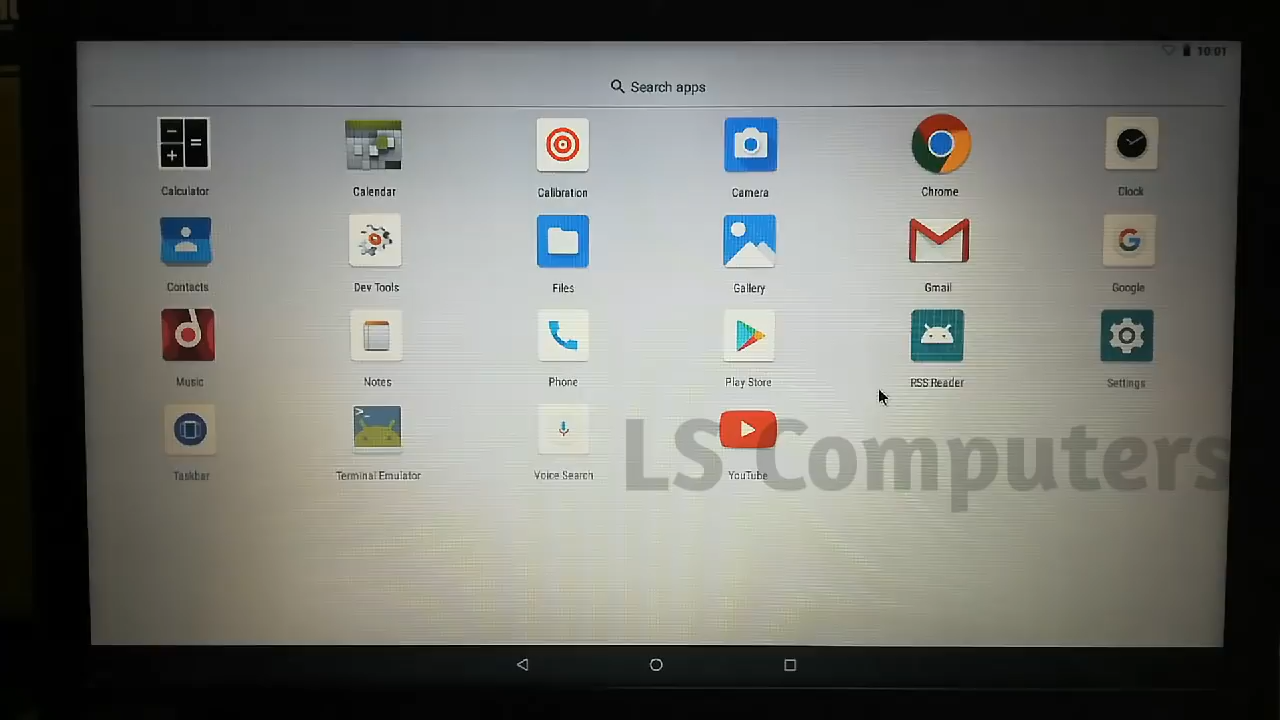 10:01
Search apps
Calculator
Calendar
Calibration
Camera
Chrome
Clock
Contacts
Dev Tools
Files
Gallery
Gmail
Google
Music
Notes
Phone
Play Store
RSS Reader
Settings
Taskbar
Terminal Emulator
Voice Search
YouTube
LS Computers